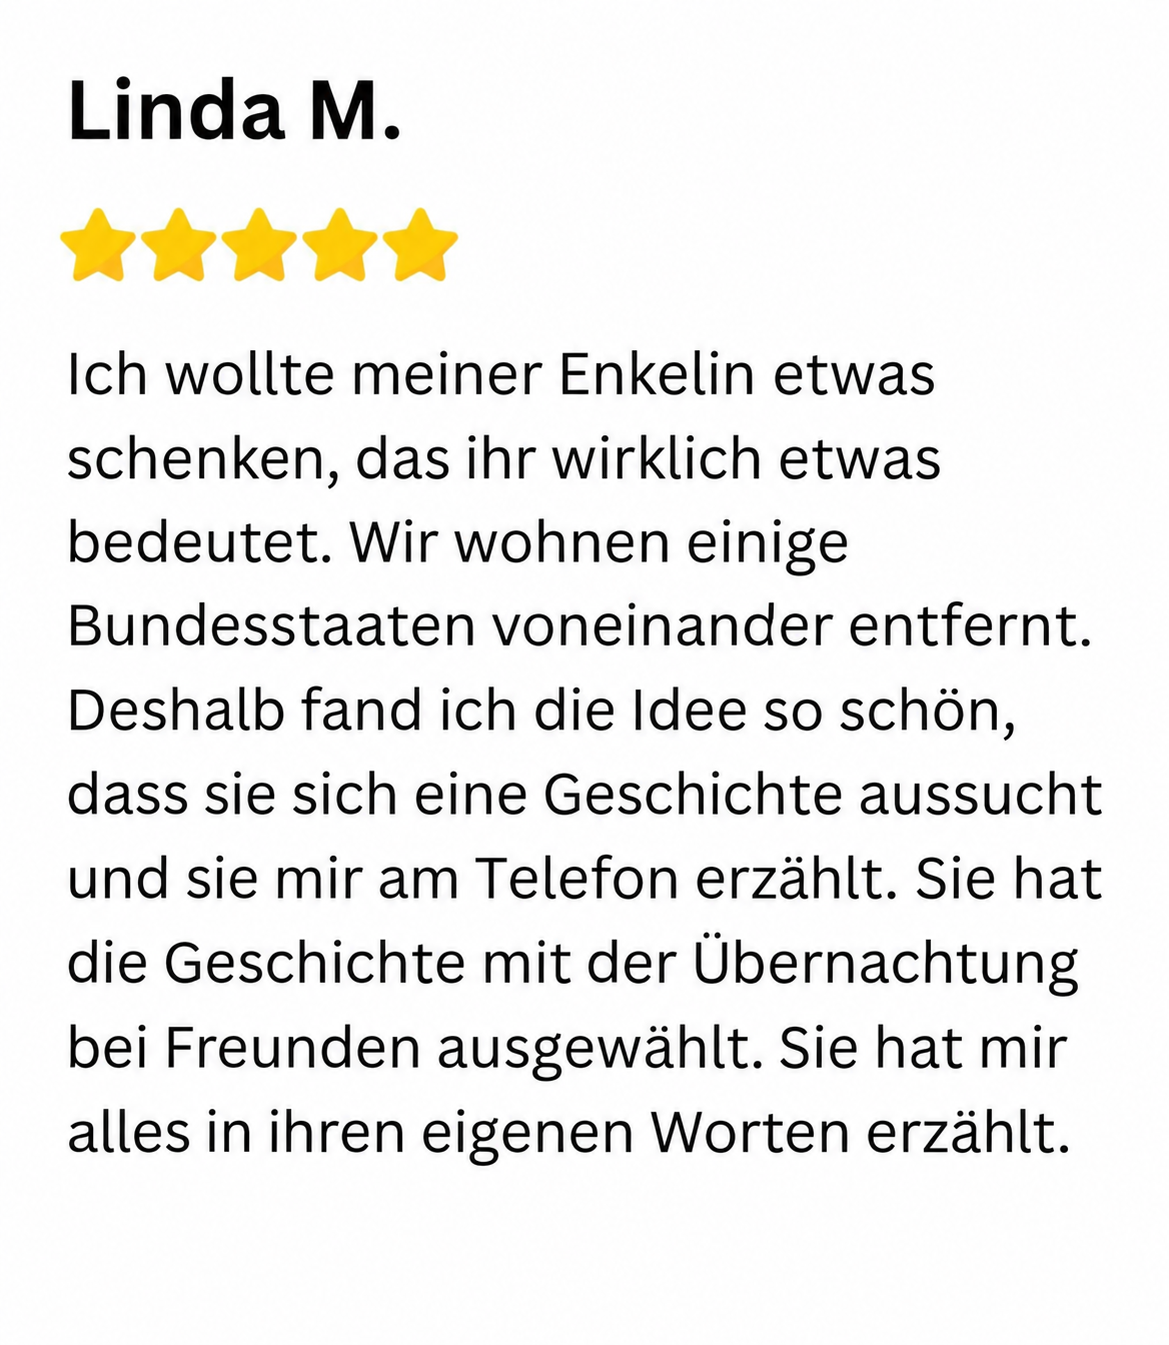 Linda M.
Ich wollte meiner Enkelin etwas
schenken, das ihr wirklich etwas
bedeutet. Wir wohnen einige
Bundesstaaten voneinander entfernt.
Deshalb fand ich die Idee so schön,
dass sie sich eine Geschichte aussucht
und sie mir am Telefon erzählt. Sie hat
die Geschichte mit der Übernachtung
bei Freunden ausgewählt. Sie hat mir
alles in ihren eigenen Worten erzählt.